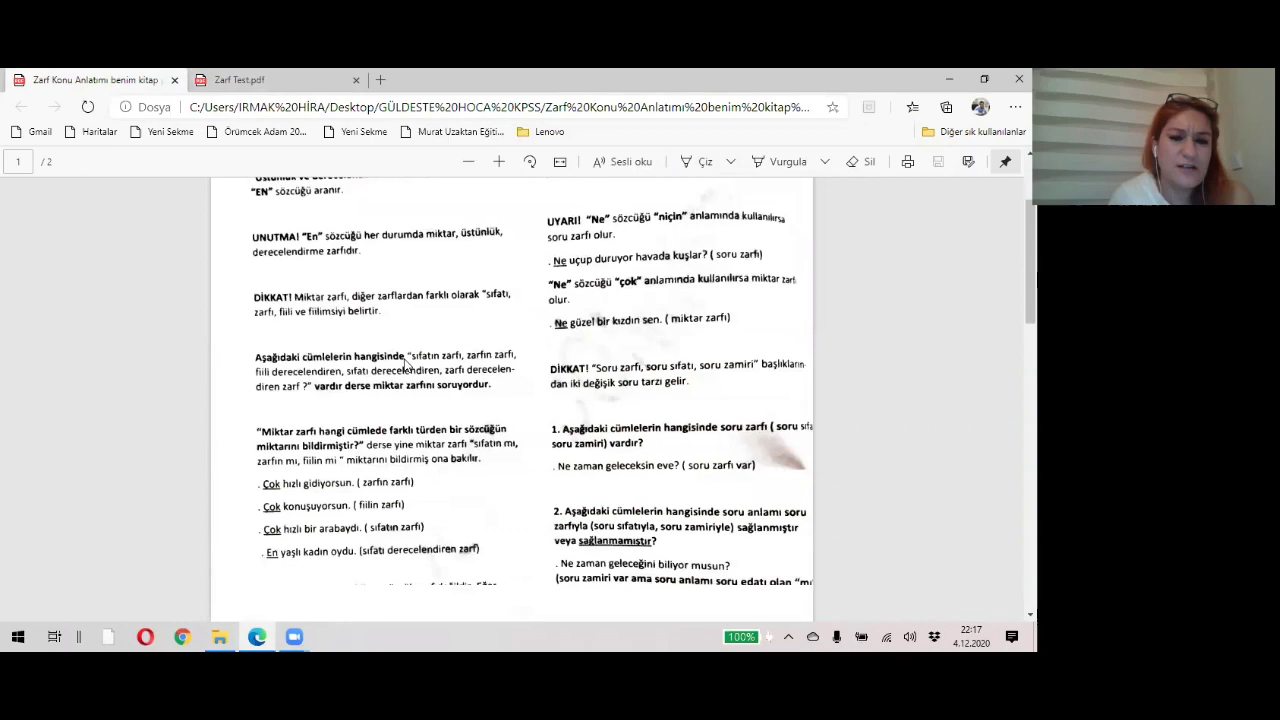 Zarf Konu Anlatımı benim kitap
Zarf Test.pdf
Dosya
C:/Users/IRMAK%20HİRA/Desktop/GÜLDESTE%20HOCA%20KPSS/Zarf%20Konu%20Anlatımı%20benim%20kitap%...
Gmail
Haritalar
Yeni Sekme
Örümcek Adam 20...
Yeni Sekme
Murat Uzaktan Eğiti...
Lenovo
Diğer sık kullanılanlar
1 / 2
Sesli oku
Çiz
Vurgula
Sil
"EN" sözcüğü aranır.
UNUTMA! "En" sözcüğü her durumda miktar, üstünlük,
derecelendirme zarfıdır.
DİKKAT! Miktar zarfı, diğer zarflardan farklı olarak "sıfatı,
zarfı, fiili ve fiilimsiyi belirtir.
Aşağıdaki cümlelerin hangisinde "sıfatın zarfı, zarfın zarfı,
fiili derecelendiren, sıfatı derecelendiren, zarfı derecelen-
diren zarf ?" vardır derse miktar zarfını soruyordur.
"Miktar zarfı hangi cümlede farklı türden bir sözcüğün
miktarını bildirmiştir?" derse yine miktar zarfı "sıfatın mı,
zarfın mı, fiilin mi " miktarını bildirmiş ona bakılır.
. Çok hızlı gidiyorsun. ( zarfın zarfı)
. Çok konuşuyorsun. ( fiilin zarfı)
. Çok hızlı bir arabaydı. ( sıfatın zarfı)
. En yaşlı kadın oydu. (sıfatı derecelendiren zarf)
UYARI! "Ne" sözcüğü "niçin" anlamında kullanılırsa
soru zarfı olur.
. Ne uçup duruyor havada kuşlar? ( soru zarfı)
"Ne" sözcüğü "çok" anlamında kullanılırsa miktar zarfı
olur.
. Ne güzel bir kızdın sen. ( miktar zarfı)
DİKKAT! "Soru zarfı, soru sıfatı, soru zamiri" başlıkların-
dan iki değişik soru tarzı gelir.
1. Aşağıdaki cümlelerin hangisinde soru zarfı ( soru sıfa
soru zamiri) vardır?
. Ne zaman geleceksin eve? ( soru zarfı var)
2. Aşağıdaki cümlelerin hangisinde soru anlamı soru
zarfıyla (soru sıfatıyla, soru zamiriyle) sağlanmıştır
veya sağlanmamıştır?
. Ne zaman geleceğini biliyor musun?
(soru zamiri var ama soru anlamı soru edatı olan "mı
100%
22:17
4.12.2020